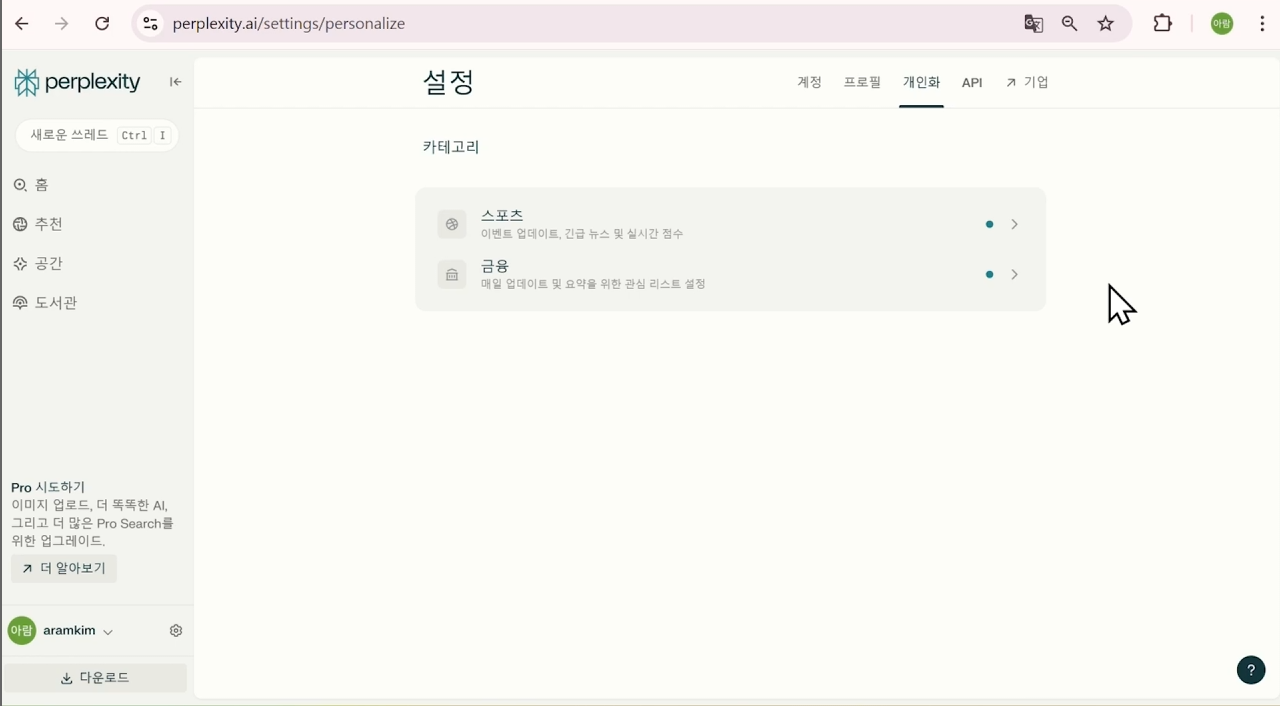 perplexity.ai/settings/personalize
아람
perplexity
새로운 쓰레드 Ctrl I
홈
추천
공간
도서관
Pro 시도하기
이미지 업로드, 더 똑똑한 AI,
그리고 더 많은 Pro Search를
위한 업그레이드.
더 알아보기
아람 aramkim
다운로드
설정
계정 프로필 개인화 API 기업
카테고리
스포츠
이벤트 업데이트, 긴급 뉴스 및 실시간 점수
금융
매일 업데이트 및 요약을 위한 관심 리스트 설정
?